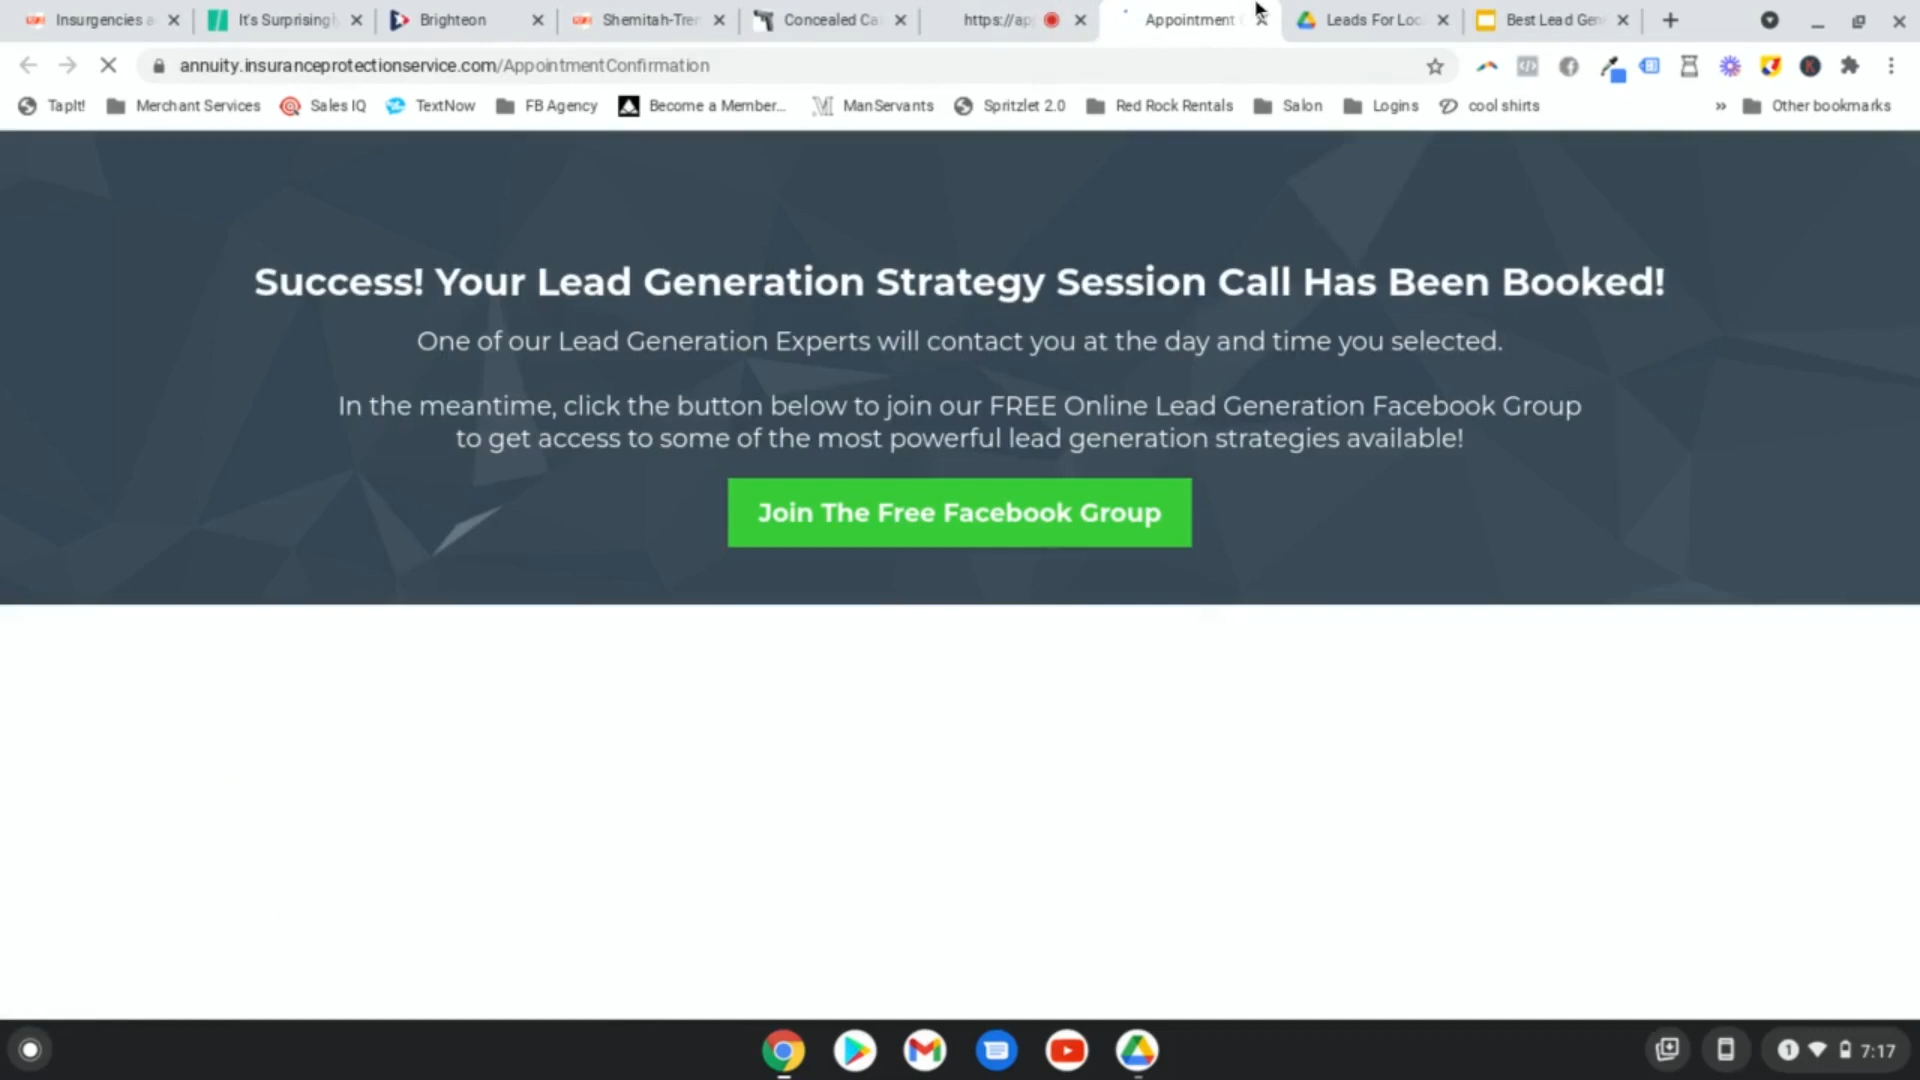 Insurgencies a
It's Surprisingl
Brighteon
Shemitah-Tren
Concealed Ca
https://ap
Appointment
Leads For Loc
Best Lead Gen
annuity.insuranceprotectionservice.com/AppointmentConfirmation
TapIt!
Merchant Services
Sales IQ
TextNow
FB Agency
Become a Member...
ManServants
Spritzlet 2.0
Red Rock Rentals
Salon
Logins
cool shirts
»
Other bookmarks
Success! Your Lead Generation Strategy Session Call Has Been Booked!
One of our Lead Generation Experts will contact you at the day and time you selected.
In the meantime, click the button below to join our FREE Online Lead Generation Facebook Group
to get access to some of the most powerful lead generation strategies available!
Join The Free Facebook Group
1
7:17